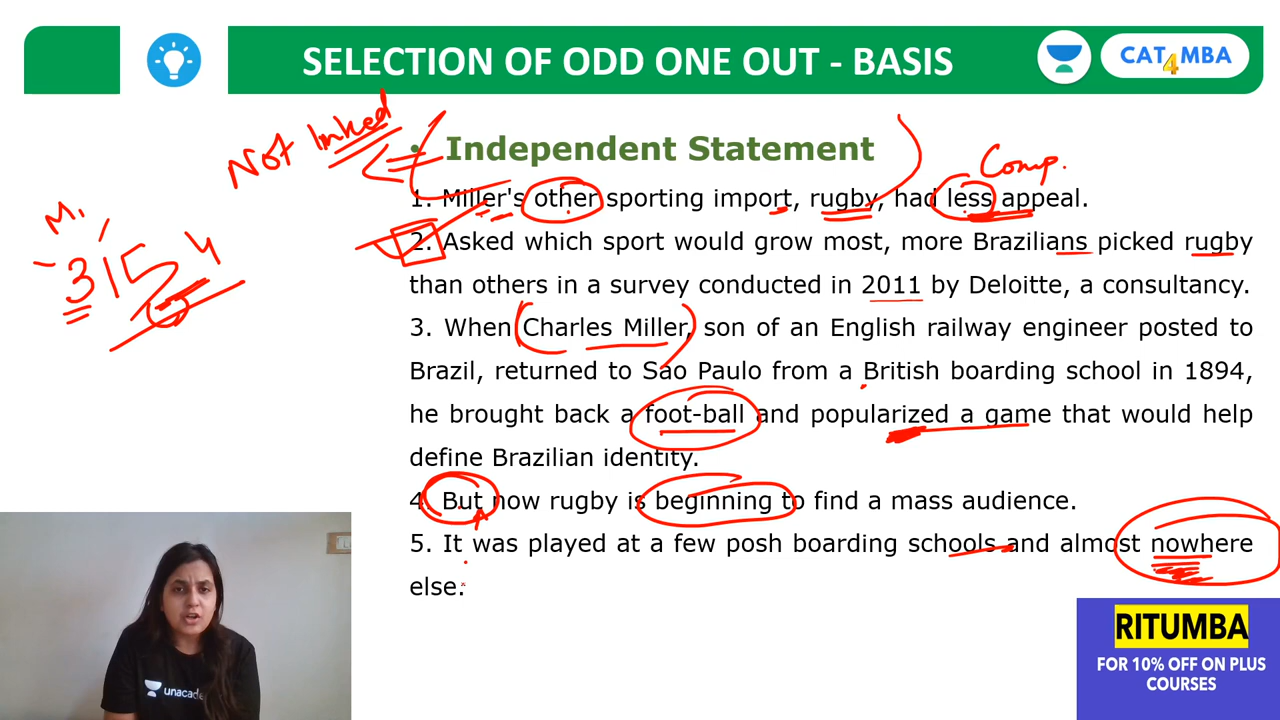 SELECTION OF ODD ONE OUT - BASIS
CAT4MBA
Not linked
• Independent Statement
Comp.
1. Miller's other sporting import, rugby, had less appeal.
2. Asked which sport would grow most, more Brazilians picked rugby
than others in a survey conducted in 2011 by Deloitte, a consultancy.
3. When Charles Miller, son of an English railway engineer posted to
Brazil, returned to São Paulo from a British boarding school in 1894,
he brought back a foot-ball and popularized a game that would help
define Brazilian identity.
4. But now rugby is beginning to find a mass audience.
5. It was played at a few posh boarding schools and almost nowhere
else.
M,
3154
unacade
RITUMBA
FOR 10% OFF ON PLUS
COURSES